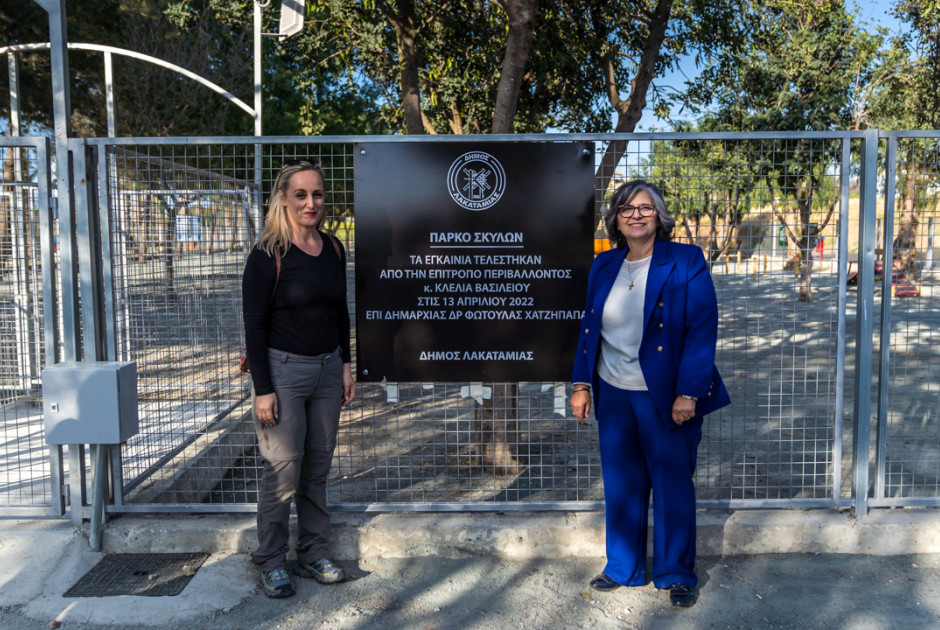 ΔΗΜΟΣ
ΛΑΚΑΤΑΜΙΑΣ
ΠΑΡΚΟ ΣΚΥΛΩΝ
ΤΑ ΕΓΚΑΙΝΙΑ ΤΕΛΕΣΤΗΚΑΝ
ΑΠΟ ΤΗΝ ΕΠΙΤΡΟΠΟ ΠΕΡΙΒΑΛΛΟΝΤΟΣ
κ. ΚΛΕΛΙΑ ΒΑΣΙΛΕΙΟΥ
ΣΤΙΣ 13 ΑΠΡΙΛΙΟΥ 2022
ΕΠΙ ΔΗΜΑΡΧΙΑΣ ΔΡ ΦΩΤΟΥΛΑΣ ΧΑΤΖΗΠΑΠΑ
ΔΗΜΟΣ ΛΑΚΑΤΑΜΙΑΣ